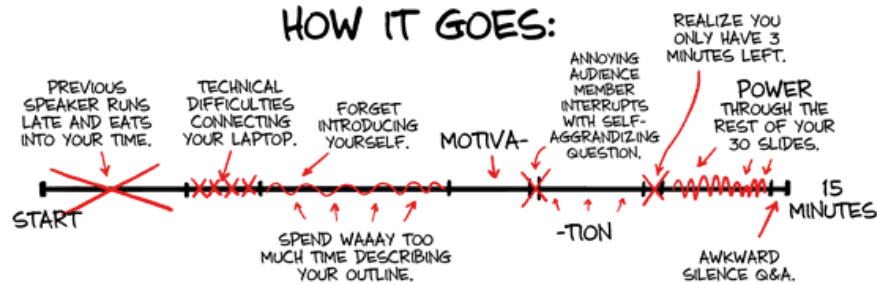 HOW IT GOES:
PREVIOUS
SPEAKER RUNS
LATE AND EATS
INTO YOUR TIME.
TECHNICAL
DIFFICULTIES
CONNECTING
YOUR LAPTOP.
FORGET
INTRODUCING
YOURSELF.
MOTIVA-
ANNOYING
AUDIENCE
MEMBER
INTERRUPTS
WITH SELF-
AGGRANDIZING
QUESTION.
REALIZE YOU
ONLY HAVE 3
MINUTES LEFT.
POWER
THROUGH THE
REST OF YOUR
30 SLIDES.
START
SPEND WAAAY TOO
MUCH TIME DESCRIBING
YOUR OUTLINE.
-TION
AWKWARD
SILENCE Q&A.
15
MINUTES